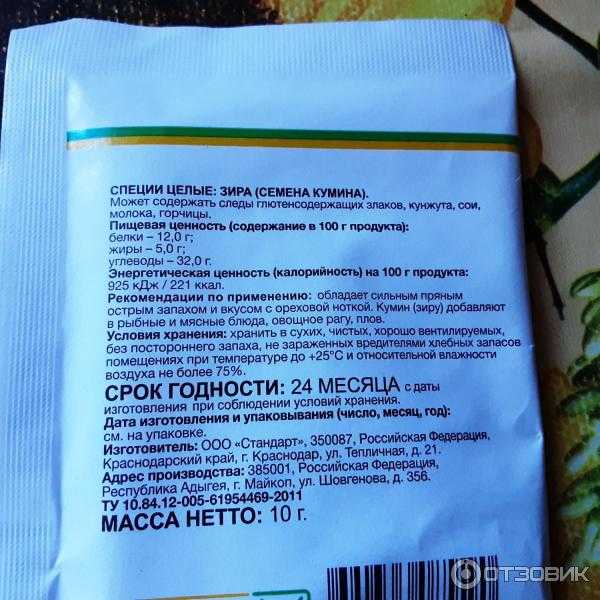 СПЕЦИИ ЦЕЛЫЕ: ЗИРА (СЕМЕНА КУМИНА).
Может содержать следы глютенсодержащих злаков, кунжута, сои,
молока, горчицы.
Пищевая ценность (содержание в 100 г продукта):
белки – 12,0 г;
жиры – 5,0 г;
углеводы – 32,0 г.
Энергетическая ценность (калорийность) на 100 г продукта:
925 кДж / 221 ккал.
Рекомендации по применению: обладает сильным пряным
острым запахом и вкусом с ореховой ноткой. Кумин (зиру) добавляют
в рыбные и мясные блюда, овощное рагу, плов.
Условия хранения: хранить в сухих, чистых, хорошо вентилируемых,
без постороннего запаха, не зараженных вредителями хлебных запасов
помещениях при температуре до +25°С и относительной влажности
воздуха не более 75%.
СРОК ГОДНОСТИ: 24 МЕСЯЦА с даты
изготовления при соблюдении условий хранения.
Дата изготовления и упаковывания (число, месяц, год):
см. на упаковке.
Изготовитель: ООО «Стандарт», 350087, Российская Федерация,
Краснодарский край, г. Краснодар, ул. Тепличная, д. 21.
Адрес производства: 385001, Российская Федерация,
Республика Адыгея, г. Майкоп, ул. Шовгенова, д. 356.
ТУ 10.84.12-005-61954469-2011
МАССА НЕТТО: 10 г.
ОТЗОВИК